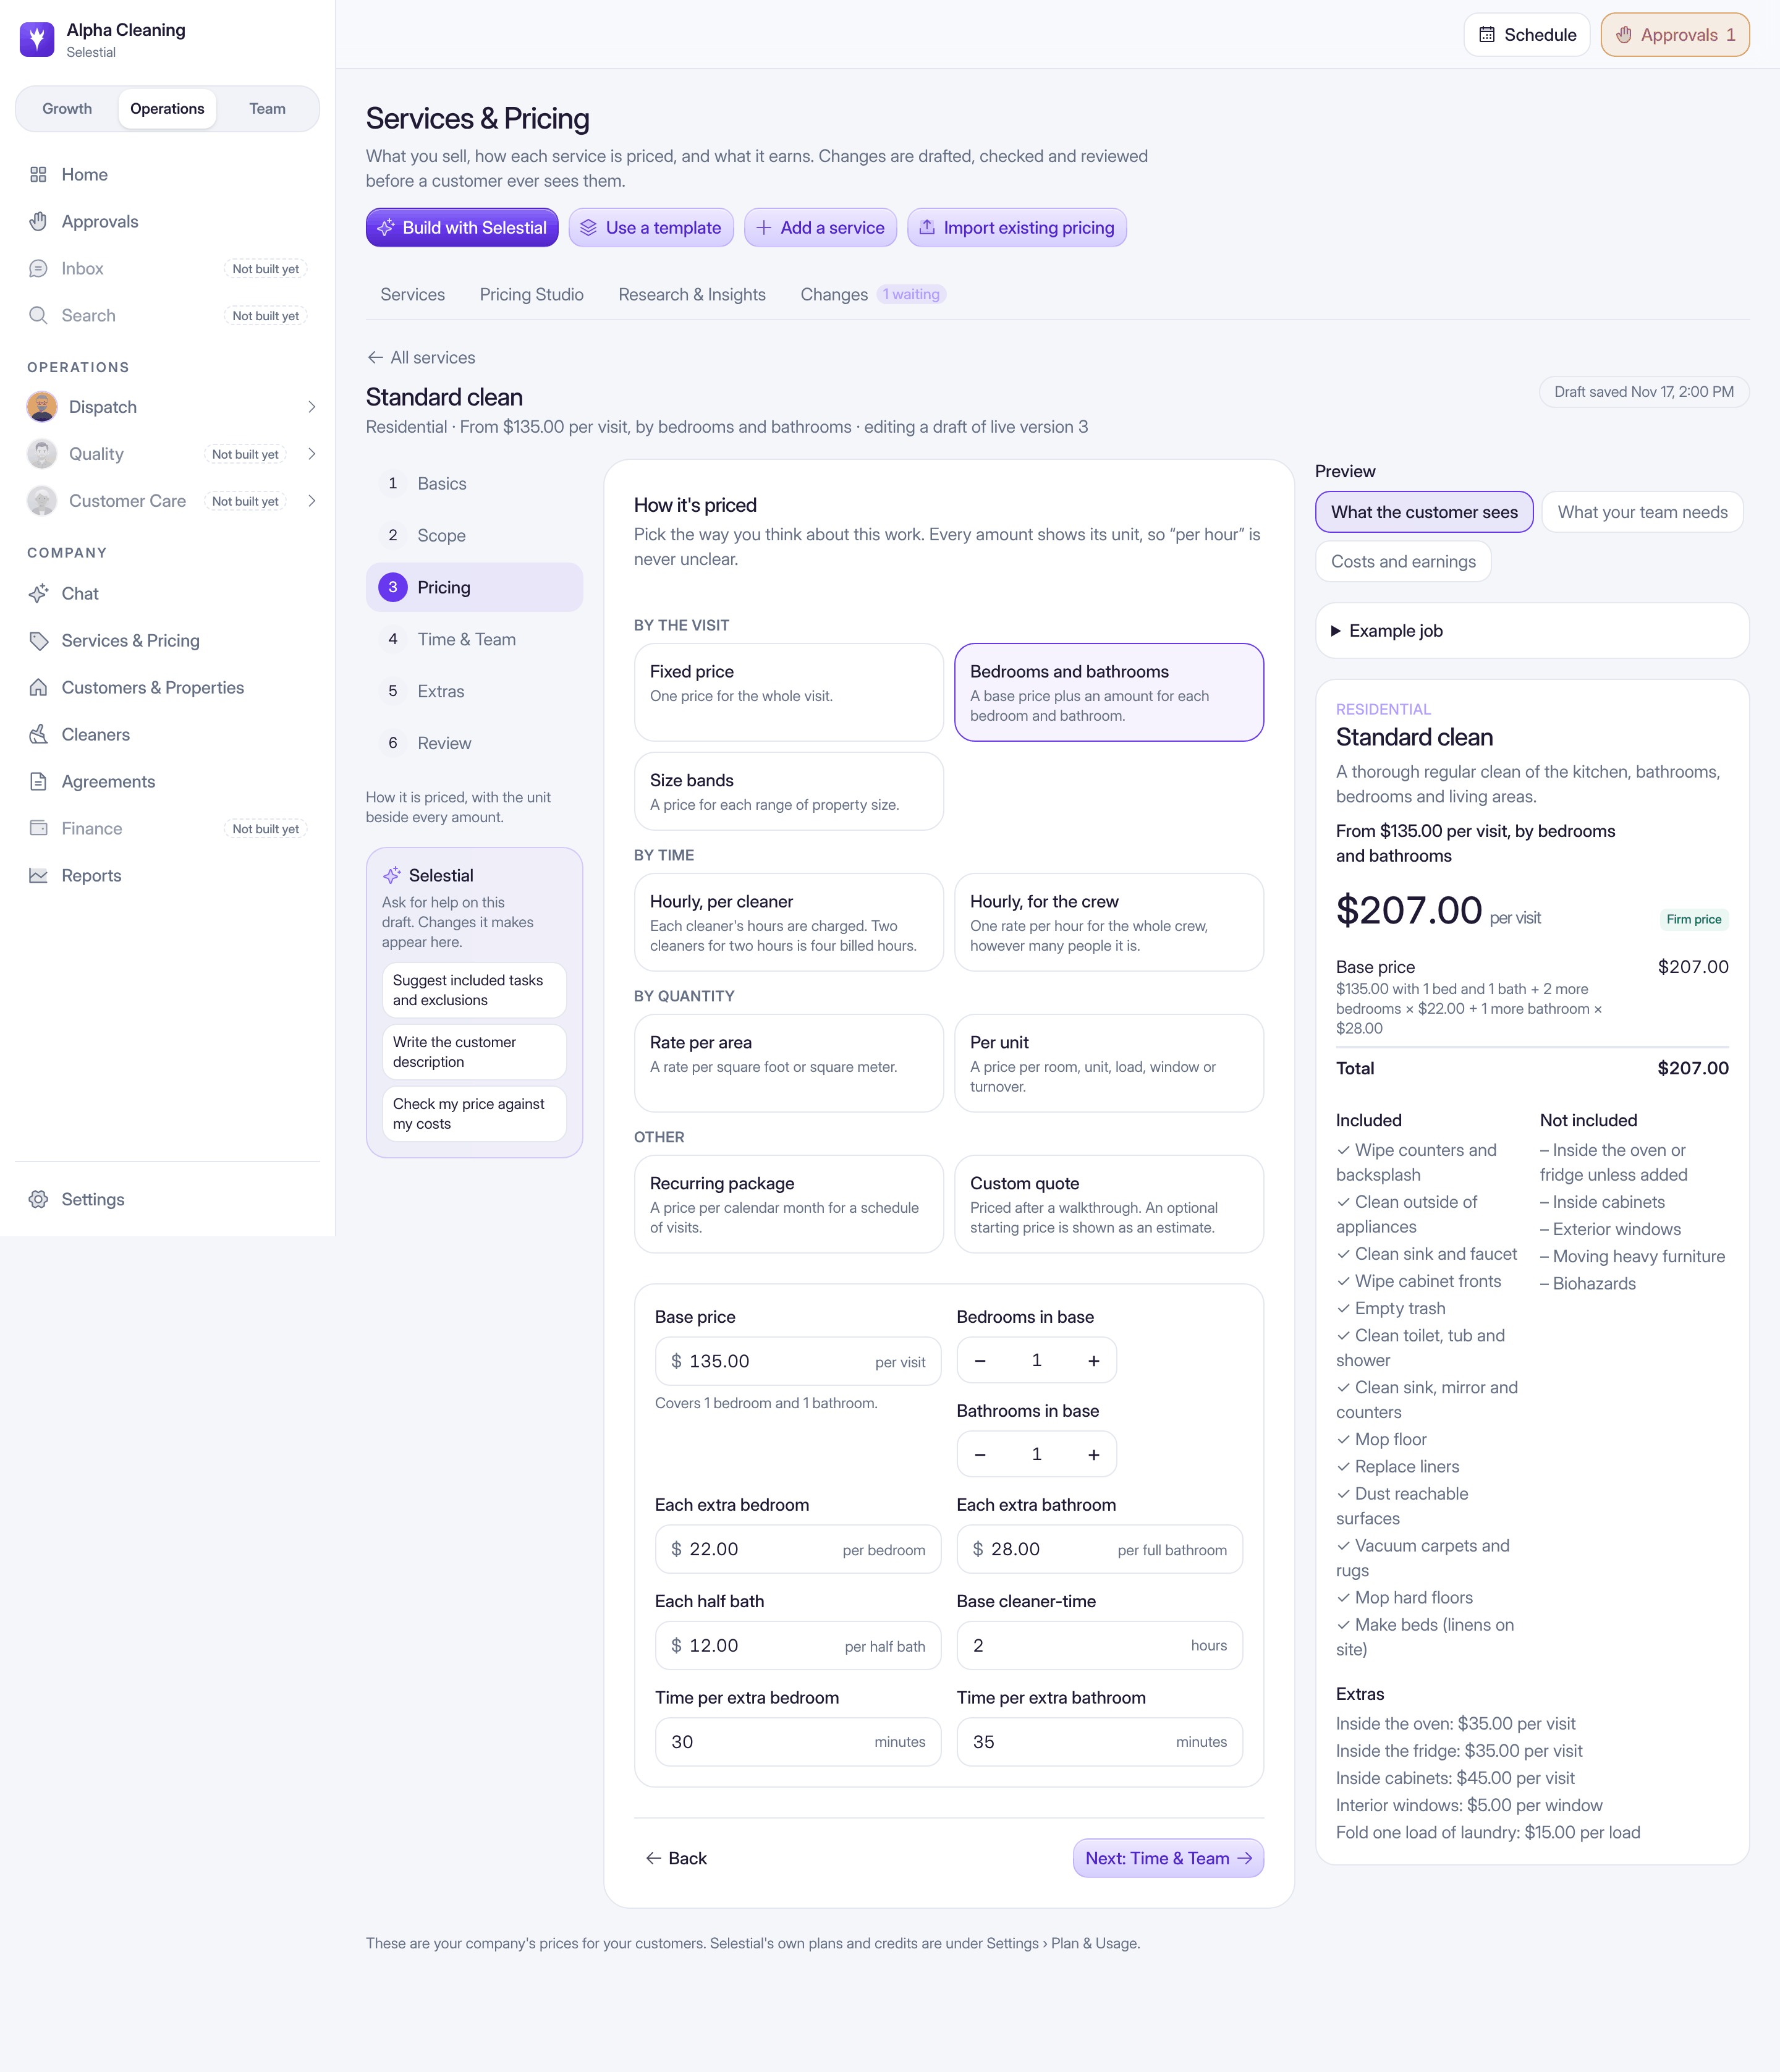 Alpha Cleaning
Selestial
Growth
Operations
Team
Home
Approvals
Inbox
Not built yet
Search
Not built yet
OPERATIONS
Dispatch
Quality
Not built yet
Customer Care
Not built yet
COMPANY
Chat
Services & Pricing
Customers & Properties
Cleaners
Agreements
Finance
Not built yet
Reports
Settings
Schedule
Approvals 1
Services & Pricing
What you sell, how each service is priced, and what it earns. Changes are drafted, checked and reviewed
before a customer ever sees them.
Build with Selestial
Use a template
Add a service
Import existing pricing
Services
Pricing Studio
Research & Insights
Changes
1 waiting
← All services
Standard clean
Residential · From $135.00 per visit, by bedrooms and bathrooms · editing a draft of live version 3
Draft saved Nov 17, 2:00 PM
1 Basics
2 Scope
3 Pricing
4 Time & Team
5 Extras
6 Review
How it is priced, with the unit
beside every amount.
Selestial
Ask for help on this
draft. Changes it makes
appear here.
Suggest included tasks
and exclusions
Write the customer
description
Check my price against
my costs
How it's priced
Pick the way you think about this work. Every amount shows its unit, so “per hour” is
never unclear.
BY THE VISIT
Fixed price
One price for the whole visit.
Bedrooms and bathrooms
A base price plus an amount for each
bedroom and bathroom.
Size bands
A price for each range of property size.
BY TIME
Hourly, per cleaner
Each cleaner's hours are charged. Two
cleaners for two hours is four billed hours.
Hourly, for the crew
One rate per hour for the whole crew,
however many people it is.
BY QUANTITY
Rate per area
A rate per square foot or square meter.
Per unit
A price per room, unit, load, window or
turnover.
OTHER
Recurring package
A price per calendar month for a schedule
of visits.
Custom quote
Priced after a walkthrough. An optional
starting price is shown as an estimate.
Base price
$ 135.00 per visit
Covers 1 bedroom and 1 bathroom.
Bedrooms in base
− 1 +
Bathrooms in base
− 1 +
Each extra bedroom
$ 22.00 per bedroom
Each extra bathroom
$ 28.00 per full bathroom
Each half bath
$ 12.00 per half bath
Base cleaner-time
2 hours
Time per extra bedroom
30 minutes
Time per extra bathroom
35 minutes
← Back
Next: Time & Team →
Preview
What the customer sees
What your team needs
Costs and earnings
▶ Example job
RESIDENTIAL
Standard clean
A thorough regular clean of the kitchen, bathrooms,
bedrooms and living areas.
From $135.00 per visit, by bedrooms
and bathrooms
$207.00 per visit
Firm price
Base price $207.00
$135.00 with 1 bed and 1 bath + 2 more
bedrooms × $22.00 + 1 more bathroom ×
$28.00
Total $207.00
Included
✓ Wipe counters and
backsplash
✓ Clean outside of
appliances
✓ Clean sink and faucet
✓ Wipe cabinet fronts
✓ Empty trash
✓ Clean toilet, tub and
shower
✓ Clean sink, mirror and
counters
✓ Mop floor
✓ Replace liners
✓ Dust reachable
surfaces
✓ Vacuum carpets and
rugs
✓ Mop hard floors
✓ Make beds (linens on
site)
Not included
– Inside the oven or
fridge unless added
– Inside cabinets
– Exterior windows
– Moving heavy furniture
– Biohazards
Extras
Inside the oven: $35.00 per visit
Inside the fridge: $35.00 per visit
Inside cabinets: $45.00 per visit
Interior windows: $5.00 per window
Fold one load of laundry: $15.00 per load
These are your company's prices for your customers. Selestial's own plans and credits are under Settings › Plan & Usage.